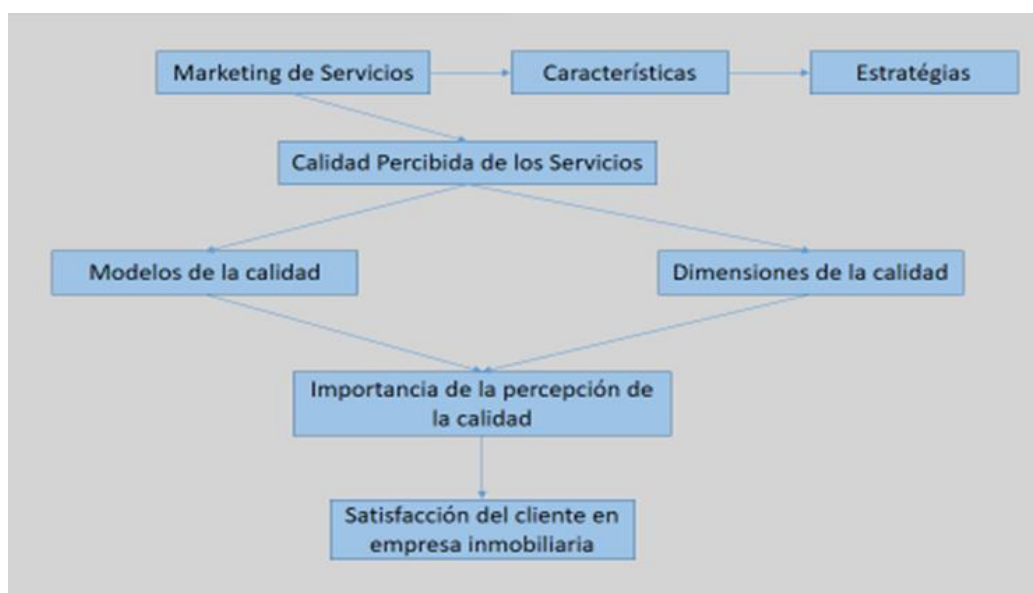 Marketing de Servicios
Características
Estratégias
Calidad Percibida de los Servicios
Modelos de la calidad
Dimensiones de la calidad
Importancia de la percepción de
la calidad
Satisfacción del cliente en
empresa inmobiliaria